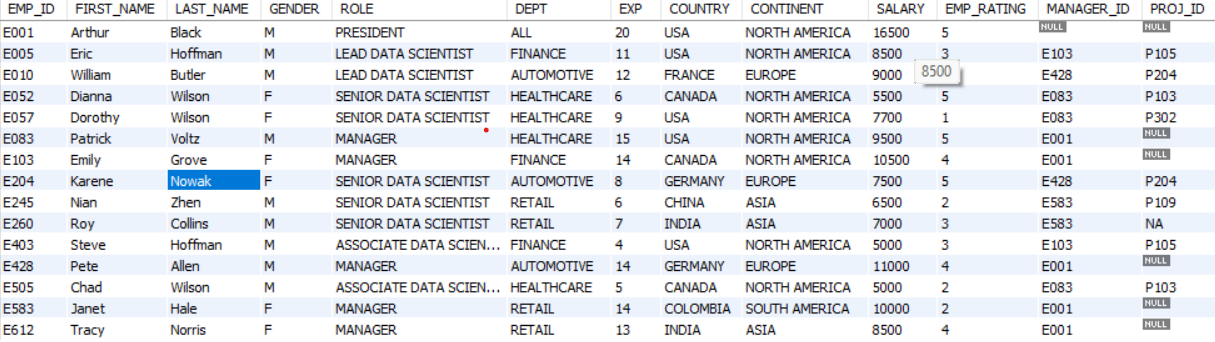 EMP_ID FIRST_NAME LAST_NAME GENDER ROLE DEPT EXP COUNTRY CONTINENT SALARY EMP_RATING MANAGER_ID PROJ_ID
E001 Arthur Black M PRESIDENT ALL 20 USA NORTH AMERICA 16500 5 NULL NULL
E005 Eric Hoffman M LEAD DATA SCIENTIST FINANCE 11 USA NORTH AMERICA 8500 3 E103 P105
E010 William Butler M LEAD DATA SCIENTIST AUTOMOTIVE 12 FRANCE EUROPE 9000 8500 E428 P204
E052 Dianna Wilson F SENIOR DATA SCIENTIST HEALTHCARE 6 CANADA NORTH AMERICA 5500 5 E083 P103
E057 Dorothy Wilson F SENIOR DATA SCIENTIST HEALTHCARE 9 USA NORTH AMERICA 7700 1 E083 P302
E083 Patrick Voltz M MANAGER HEALTHCARE 15 USA NORTH AMERICA 9500 5 E001 NULL
E103 Emily Grove F MANAGER FINANCE 14 CANADA NORTH AMERICA 10500 4 E001 NULL
E204 Karene Nowak F SENIOR DATA SCIENTIST AUTOMOTIVE 8 GERMANY EUROPE 7500 5 E428 P204
E245 Nian Zhen M SENIOR DATA SCIENTIST RETAIL 6 CHINA ASIA 6500 2 E583 P109
E260 Roy Collins M SENIOR DATA SCIENTIST RETAIL 7 INDIA ASIA 7000 3 E583 NA
E403 Steve Hoffman M ASSOCIATE DATA SCIEN... FINANCE 4 USA NORTH AMERICA 5000 3 E103 P105
E428 Pete Allen M MANAGER AUTOMOTIVE 14 GERMANY EUROPE 11000 4 E001 NULL
E505 Chad Wilson M ASSOCIATE DATA SCIEN... HEALTHCARE 5 CANADA NORTH AMERICA 5000 2 E083 P103
E583 Janet Hale F MANAGER RETAIL 14 COLOMBIA SOUTH AMERICA 10000 2 E001 NULL
E612 Tracy Norris F MANAGER RETAIL 13 INDIA ASIA 8500 4 E001 NULL